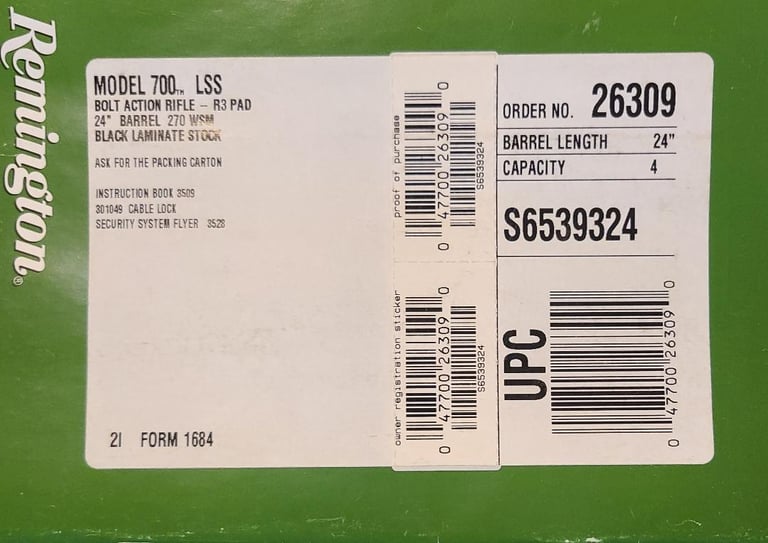 Remington®
MODEL 700™ LSS
BOLT ACTION RIFLE – R3 PAD
24" BARREL 270 WSM
BLACK LAMINATE STOCK
ASK FOR THE PACKING CARTON
INSTRUCTION BOOK 3509
301049 CABLE LOCK
SECURITY SYSTEM FLYER 3528
21 FORM 1684
proof of purchase
0 47700 26309 0
S6539324
owner registration sticker
0 47700 26309 0
S6539324
ORDER NO. 26309
BARREL LENGTH 24"
CAPACITY 4
S6539324
UPC
0 47700 26309 0